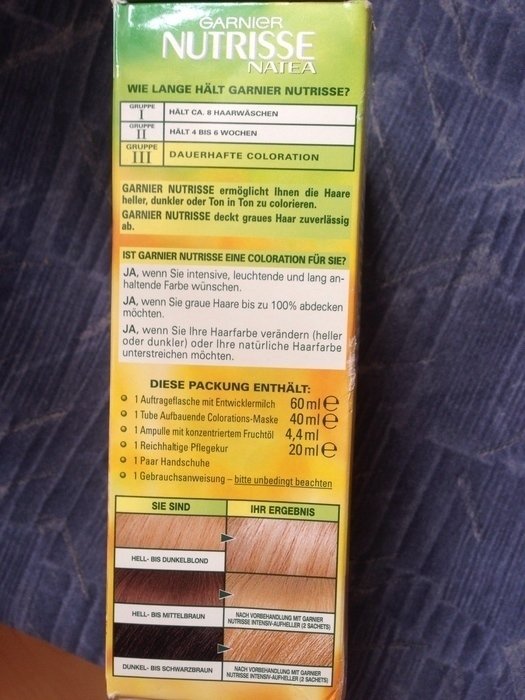 GARNIER
NUTRISSE
NATEA
WIE LANGE HÄLT GARNIER NUTRISSE?
GRUPPE
I
HÄLT CA. 8 HAARWÄSCHEN
GRUPPE
II
HÄLT 4 BIS 6 WOCHEN
GRUPPE
III
DAUERHAFTE COLORATION
GARNIER NUTRISSE ermöglicht Ihnen die Haare
heller, dunkler oder Ton in Ton zu colorieren.
GARNIER NUTRISSE deckt graues Haar zuverlässig
ab.
IST GARNIER NUTRISSE EINE COLORATION FÜR SIE?
JA, wenn Sie intensive, leuchtende und lang an-
haltende Farbe wünschen.
JA, wenn Sie graue Haare bis zu 100% abdecken
möchten.
JA, wenn Sie Ihre Haarfarbe verändern (heller
oder dunkler) oder Ihre natürliche Haarfarbe
unterstreichen möchten.
DIESE PACKUNG ENTHÄLT:
1 Auftrageflasche mit Entwicklermilch 60 ml ℮
1 Tube Aufbauende Colorations-Maske 40 ml ℮
1 Ampulle mit konzentriertem Fruchtöl 4,4 ml
1 Reichhaltige Pflegekur 20 ml ℮
1 Paar Handschuhe
1 Gebrauchsanweisung – bitte unbedingt beachten
SIE SIND
IHR ERGEBNIS
HELL- BIS DUNKELBLOND
HELL- BIS MITTELBRAUN
NACH VORBEHANDLUNG MIT GARNIER
NUTRISSE INTENSIV-AUFHELLER (2 SACHETS)
DUNKEL- BIS SCHWARZBRAUN
NACH VORBEHANDLUNG MIT GARNIER
NUTRISSE INTENSIV-AUFHELLER (2 SACHETS)